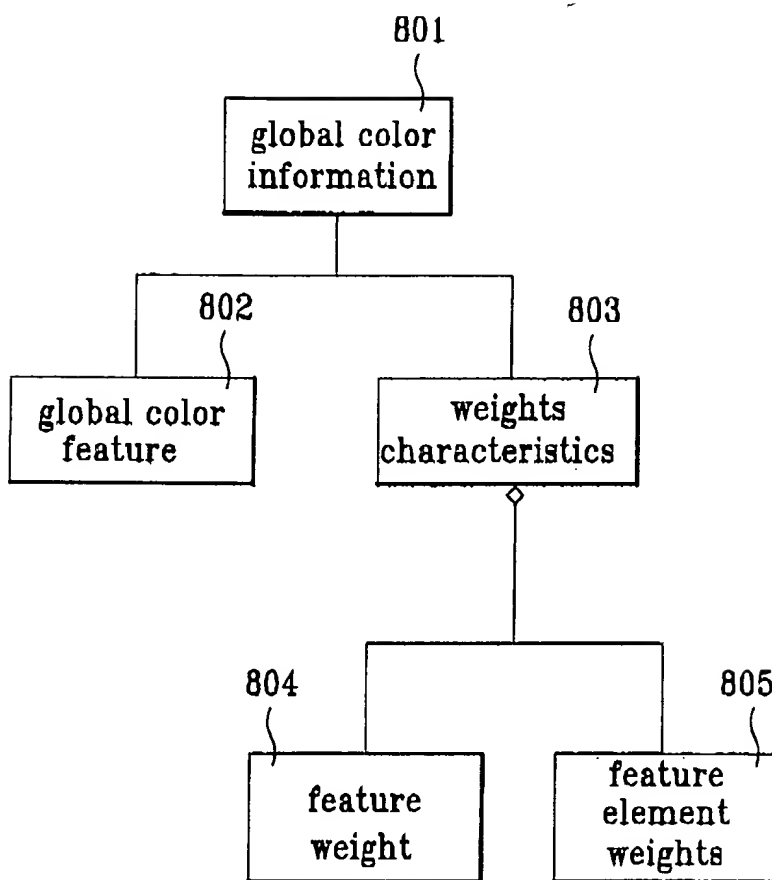 801
global color
information
802
803
global color
feature
weights
characteristics
804
805
feature
weight
feature
element
weights